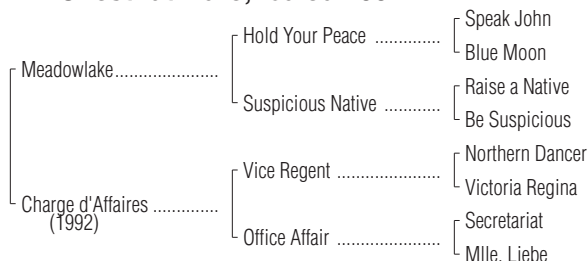 Speak John
Hold Your Peace ..............
Blue Moon
Meadowlake......................
Raise a Native
Suspicious Native ............
Be Suspicious
Northern Dancer
Vice Regent ....................
Victoria Regina
Charge d'Affaires ..............
(1992)
Secretariat
Office Affair ....................
Mlle. Liebe